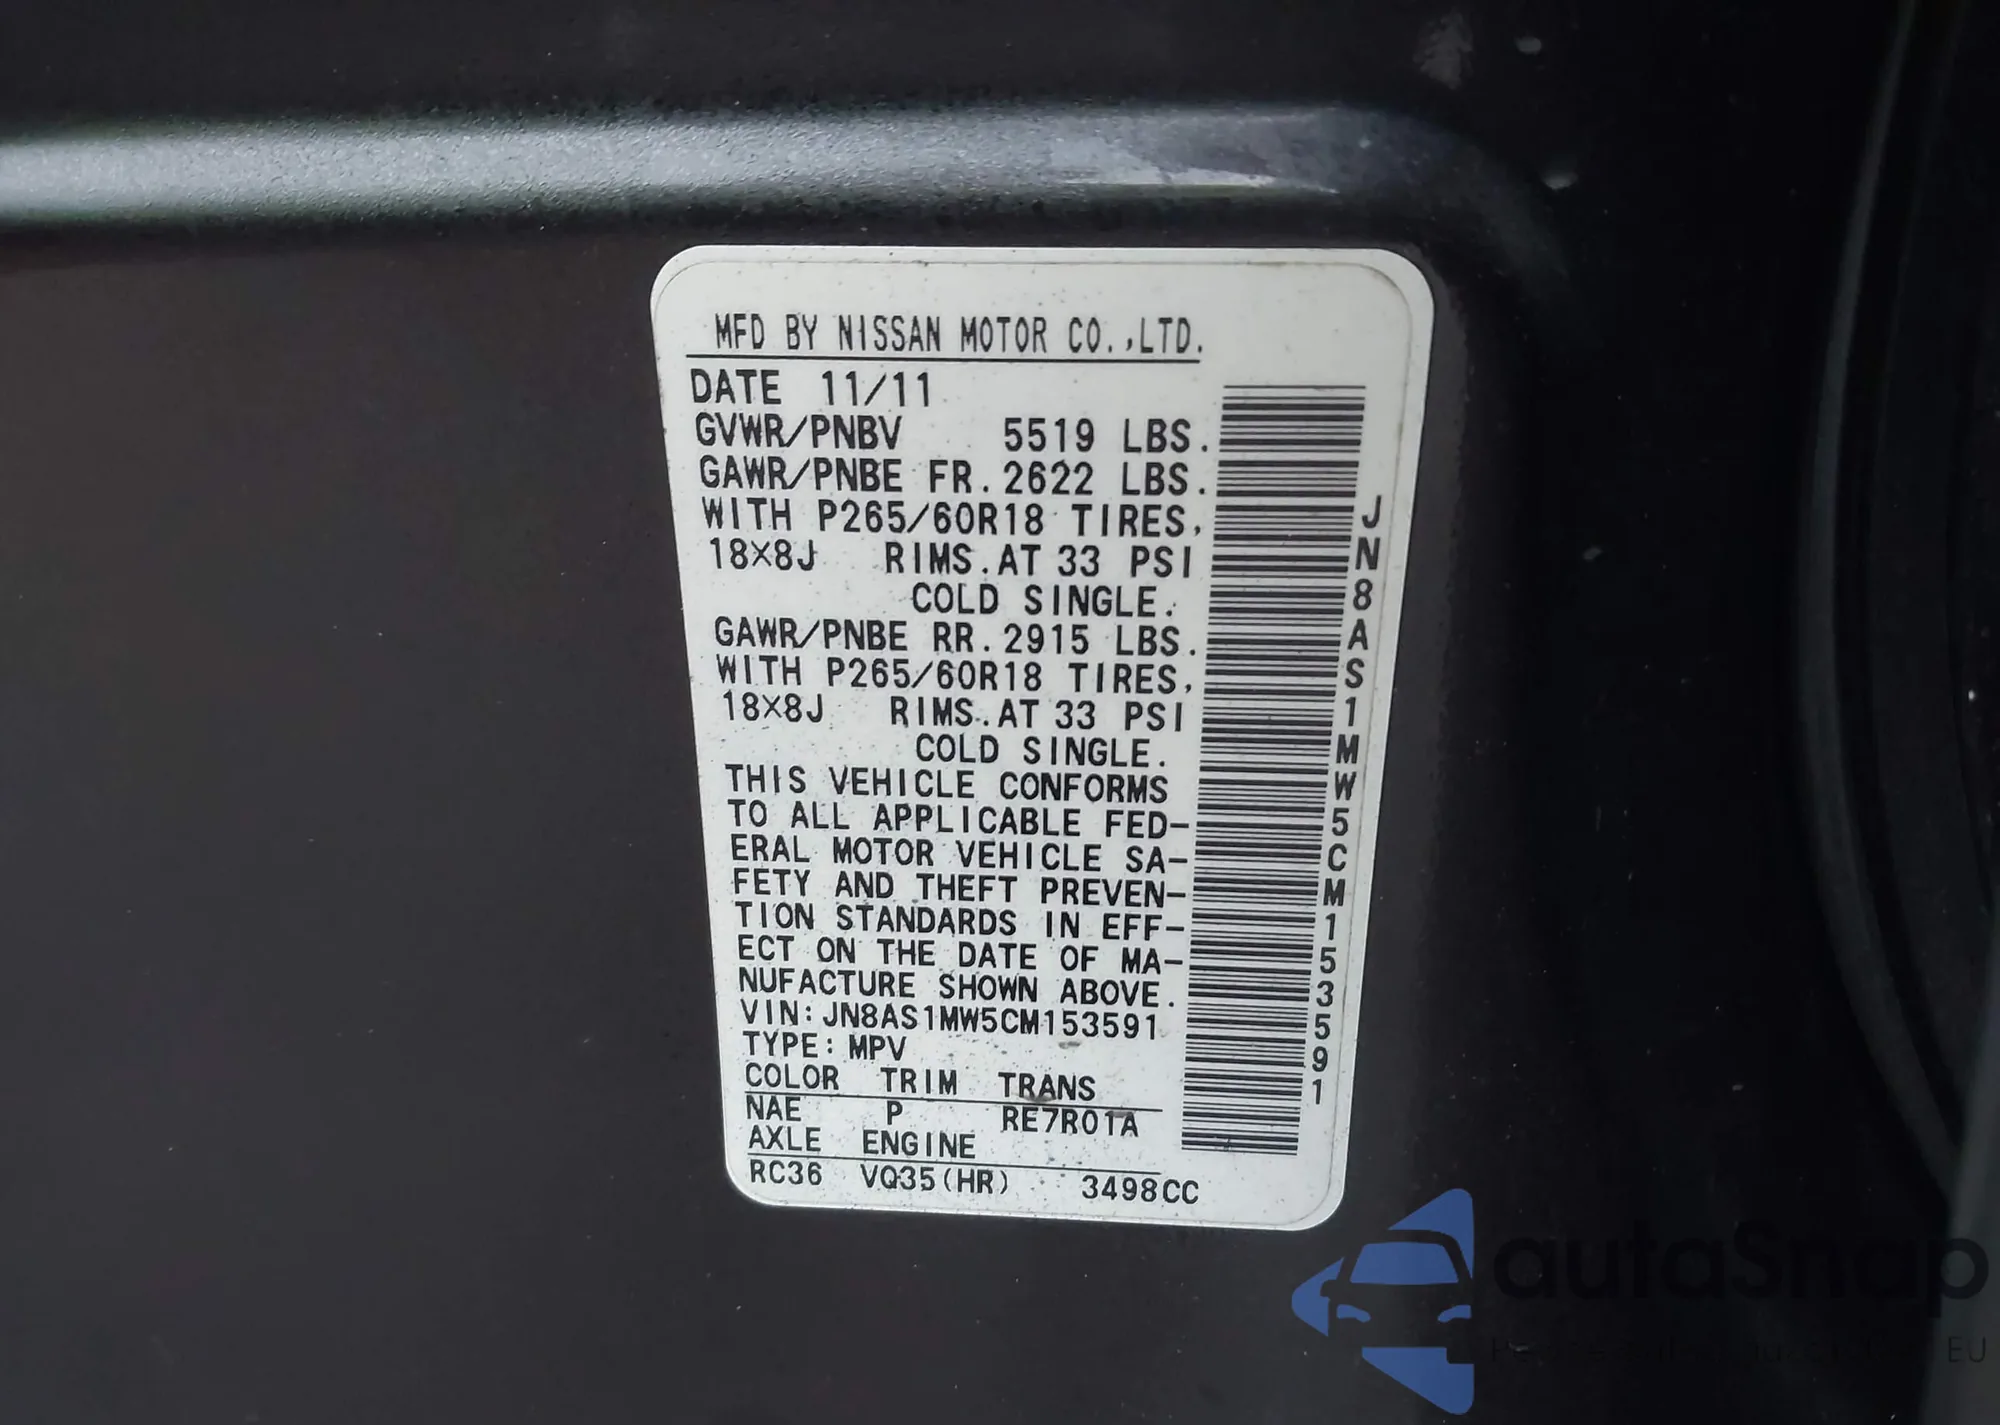 MFD BY NISSAN MOTOR CO.,LTD.
DATE 11/11
GVWR/PNBV 5519 LBS.
GAWR/PNBE FR. 2622 LBS.
WITH P265/60R18 TIRES,
18X8J RIMS. AT 33 PSI
COLD SINGLE.
GAWR/PNBE RR. 2915 LBS.
WITH P265/60R18 TIRES,
18X8J RIMS. AT 33 PSI
COLD SINGLE.
THIS VEHICLE CONFORMS
TO ALL APPLICABLE FED-
ERAL MOTOR VEHICLE SA-
FETY AND THEFT PREVEN-
TION STANDARDS IN EFF-
ECT ON THE DATE OF MA-
NUFACTURE SHOWN ABOVE.
VIN: JN8AS1MW5CM153591
TYPE: MPV
COLOR TRIM TRANS
NAE P RE7R01A
AXLE ENGINE
RC36 VQ35(HR) 3498CC
JN8AS1MW5CM153591
autoSnap
EU